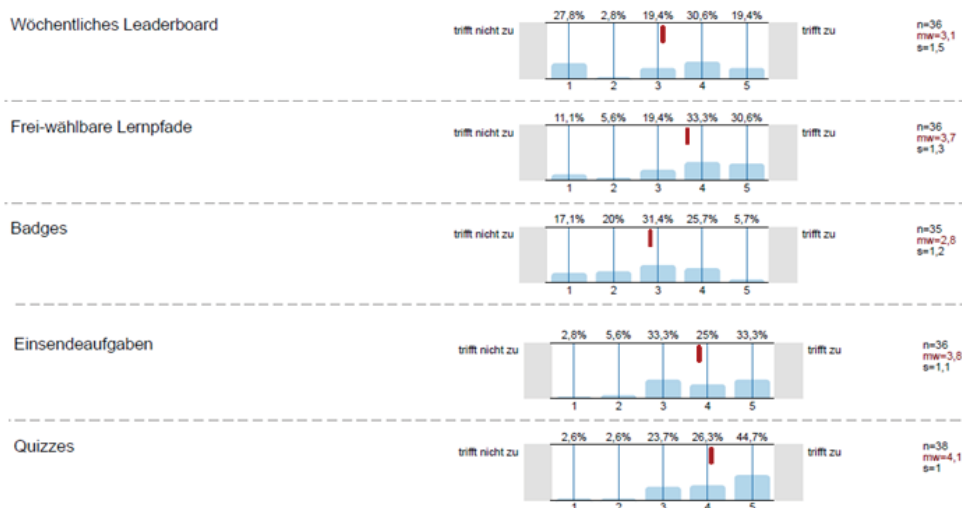 Wöchentliches Leaderboard
27,8% 2,8% 19,4% 30,6% 19,4%
trifft nicht zu
trifft zu
1 2 3 4 5
n=36
mw=3,1
s=1,5
Frei-wählbare Lernpfade
11,1% 5,6% 19,4% 33,3% 30,6%
trifft nicht zu
trifft zu
1 2 3 4 5
n=36
mw=3,7
s=1,3
Badges
17,1% 20% 31,4% 25,7% 5,7%
trifft nicht zu
trifft zu
1 2 3 4 5
n=35
mw=2,8
s=1,2
Einsendeaufgaben
2,8% 5,6% 33,3% 25% 33,3%
trifft nicht zu
trifft zu
1 2 3 4 5
n=36
mw=3,8
s=1,1
Quizzes
2,6% 2,6% 23,7% 26,3% 44,7%
trifft nicht zu
trifft zu
1 2 3 4 5
n=38
mw=4,1
s=1